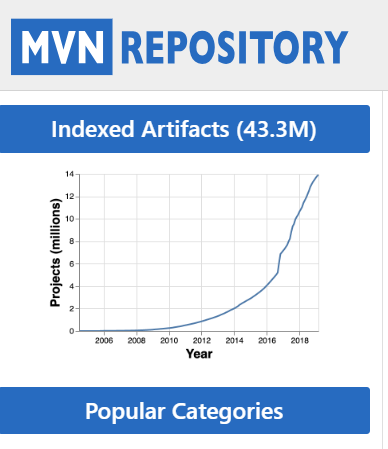 MVN REPOSITORY
Indexed Artifacts (43.3M)
Projects (millions)
14
12
10
8
6
4
2
0
2006 2008 2010 2012 2014 2016 2018
Year
Popular Categories